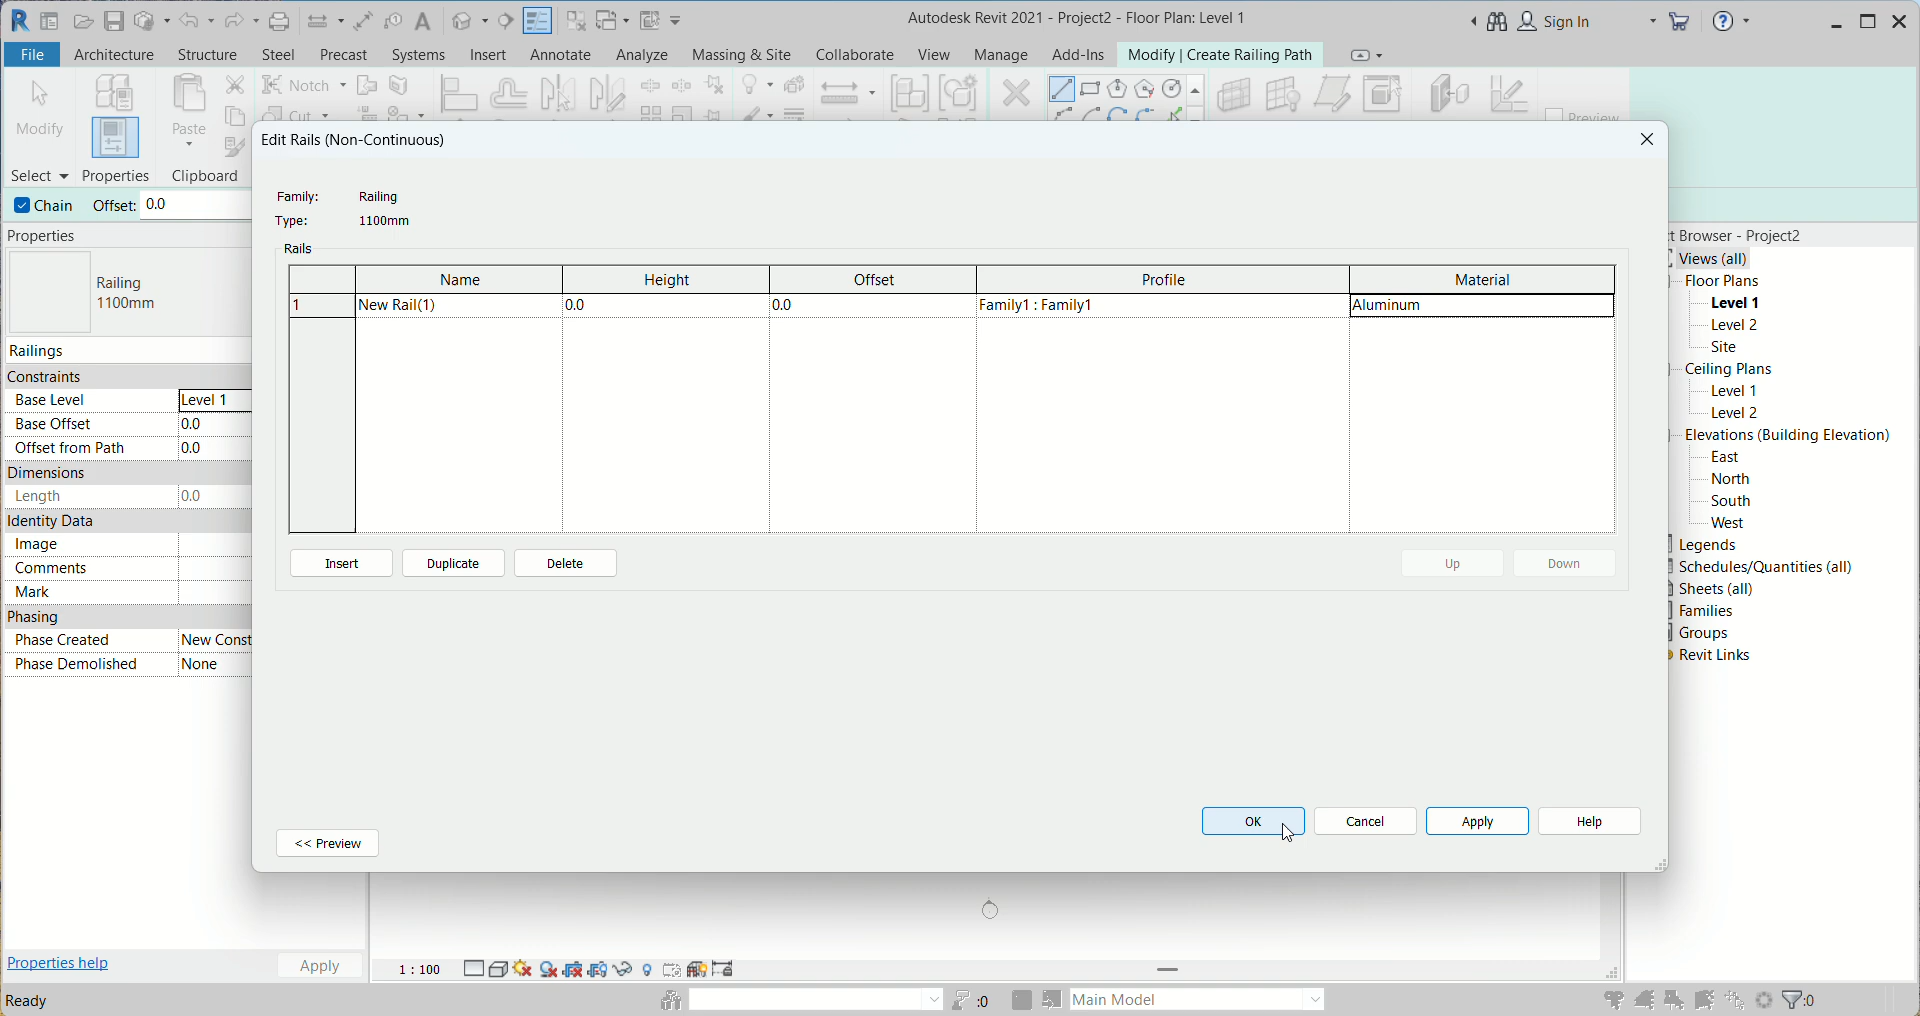 Autodesk Revit 2021 - Project2 - Floor Plan: Level 1
Sign In
File Architecture Structure Steel Precast Systems Insert Annotate Analyze Massing & Site Collaborate View Manage Add-Ins Modify | Create Railing Path
Modify
Paste
Notch
Cut
Preview
Select Properties Clipboard
Chain Offset: 0.0
Properties
Railing
1100mm
Railings
Constraints
Base Level Level 1
Base Offset 0.0
Offset from Path 0.0
Dimensions
Length 0.0
Identity Data
Image
Comments
Mark
Phasing
Phase Created New Const
Phase Demolished None
Properties help Apply
Edit Rails (Non-Continuous)
Family: Railing
Type: 1100mm
Rails
Name Height Offset Profile Material
1 New Rail(1) 0.0 0.0 Family1 : Family1 Aluminum
Insert Duplicate Delete Up Down
OK Cancel Apply Help
<< Preview
t Browser - Project2
Views (all)
Floor Plans
Level 1
Level 2
Site
Ceiling Plans
Level 1
Level 2
Elevations (Building Elevation)
East
North
South
West
Legends
Schedules/Quantities (all)
Sheets (all)
Families
Groups
Revit Links
1 : 100
Ready
:0
Main Model
:0